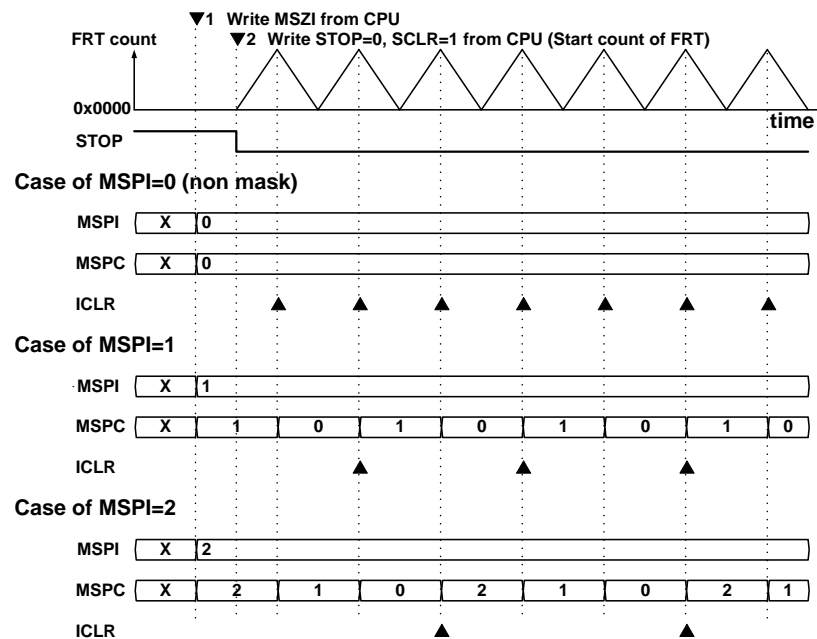 ▼1 Write MSZI from CPU
▼2 Write STOP=0, SCLR=1 from CPU (Start count of FRT)
FRT count
0x0000
time
STOP
Case of MSPI=0 (non mask)
MSPI X 0
MSPC X 0
ICLR
Case of MSPI=1
MSPI X 1
MSPC X 1 0 1 0 1 0 1 0
ICLR
Case of MSPI=2
MSPI X 2
MSPC X 2 1 0 2 1 0 2 1
ICLR